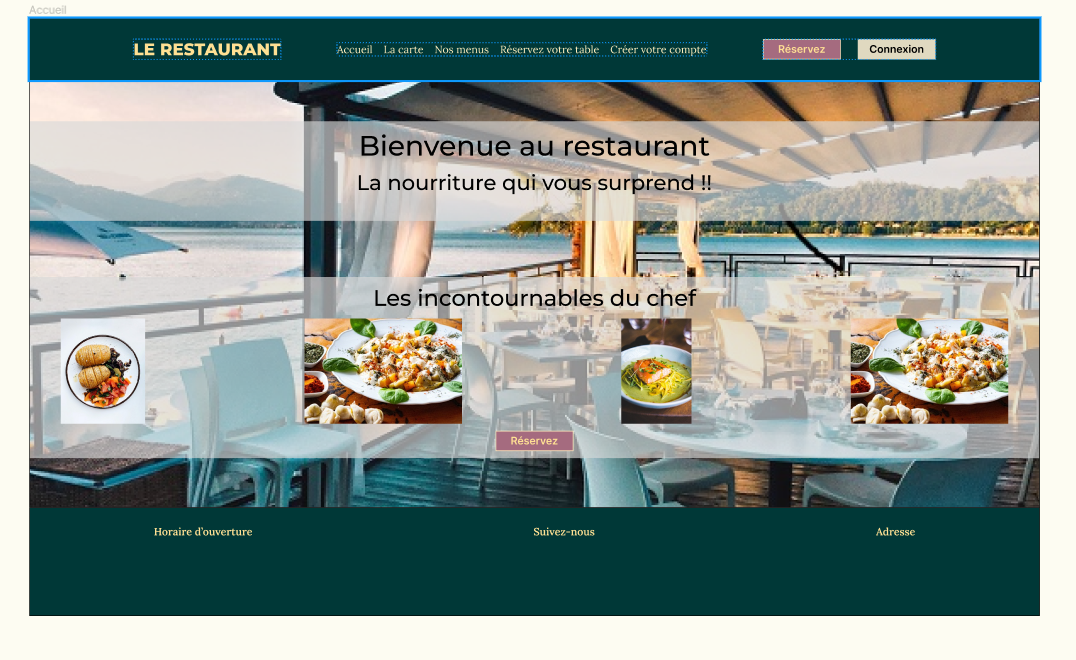 Accueil
LE RESTAURANT
Accueil La carte Nos menus Réservez votre table Créer votre compte
Réservez
Connexion
Bienvenue au restaurant
La nourriture qui vous surprend !!
Les incontournables du chef
Réservez
Horaire d'ouverture
Suivez-nous
Adresse